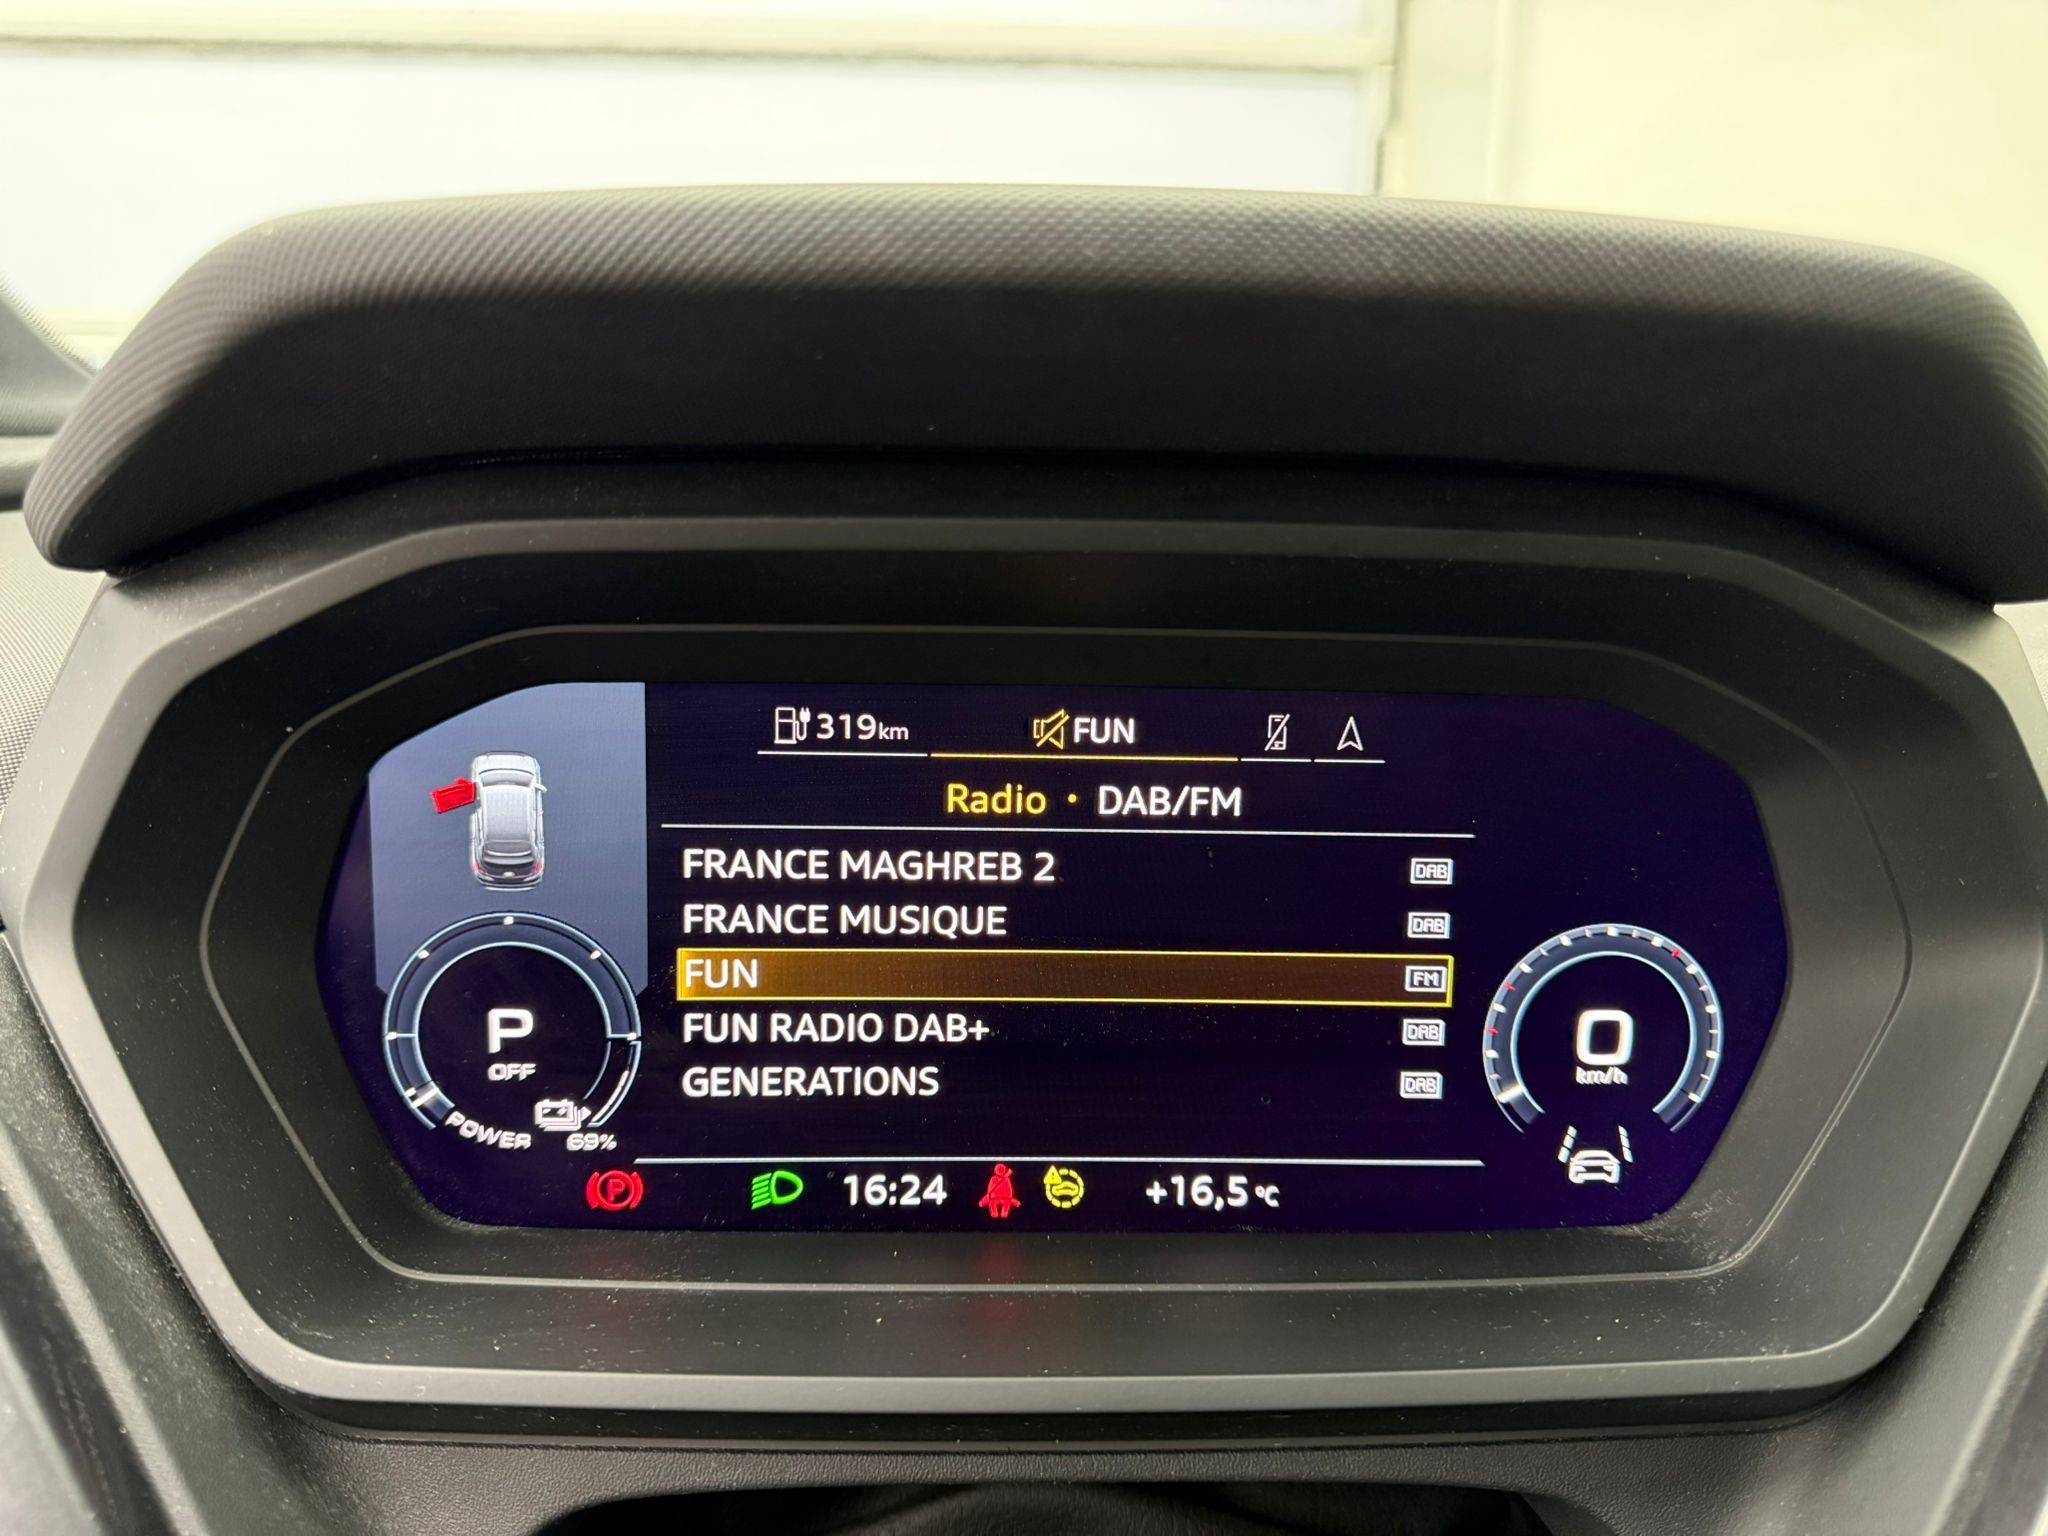 319km
FUN
Radio • DAB/FM
FRANCE MAGHREB 2 DAB
FRANCE MUSIQUE DAB
FUN FM
FUN RADIO DAB+ DAB
GENERATIONS DAB
P
OFF
POWER
69%
0
km/h
P
16:24
+16,5 °C